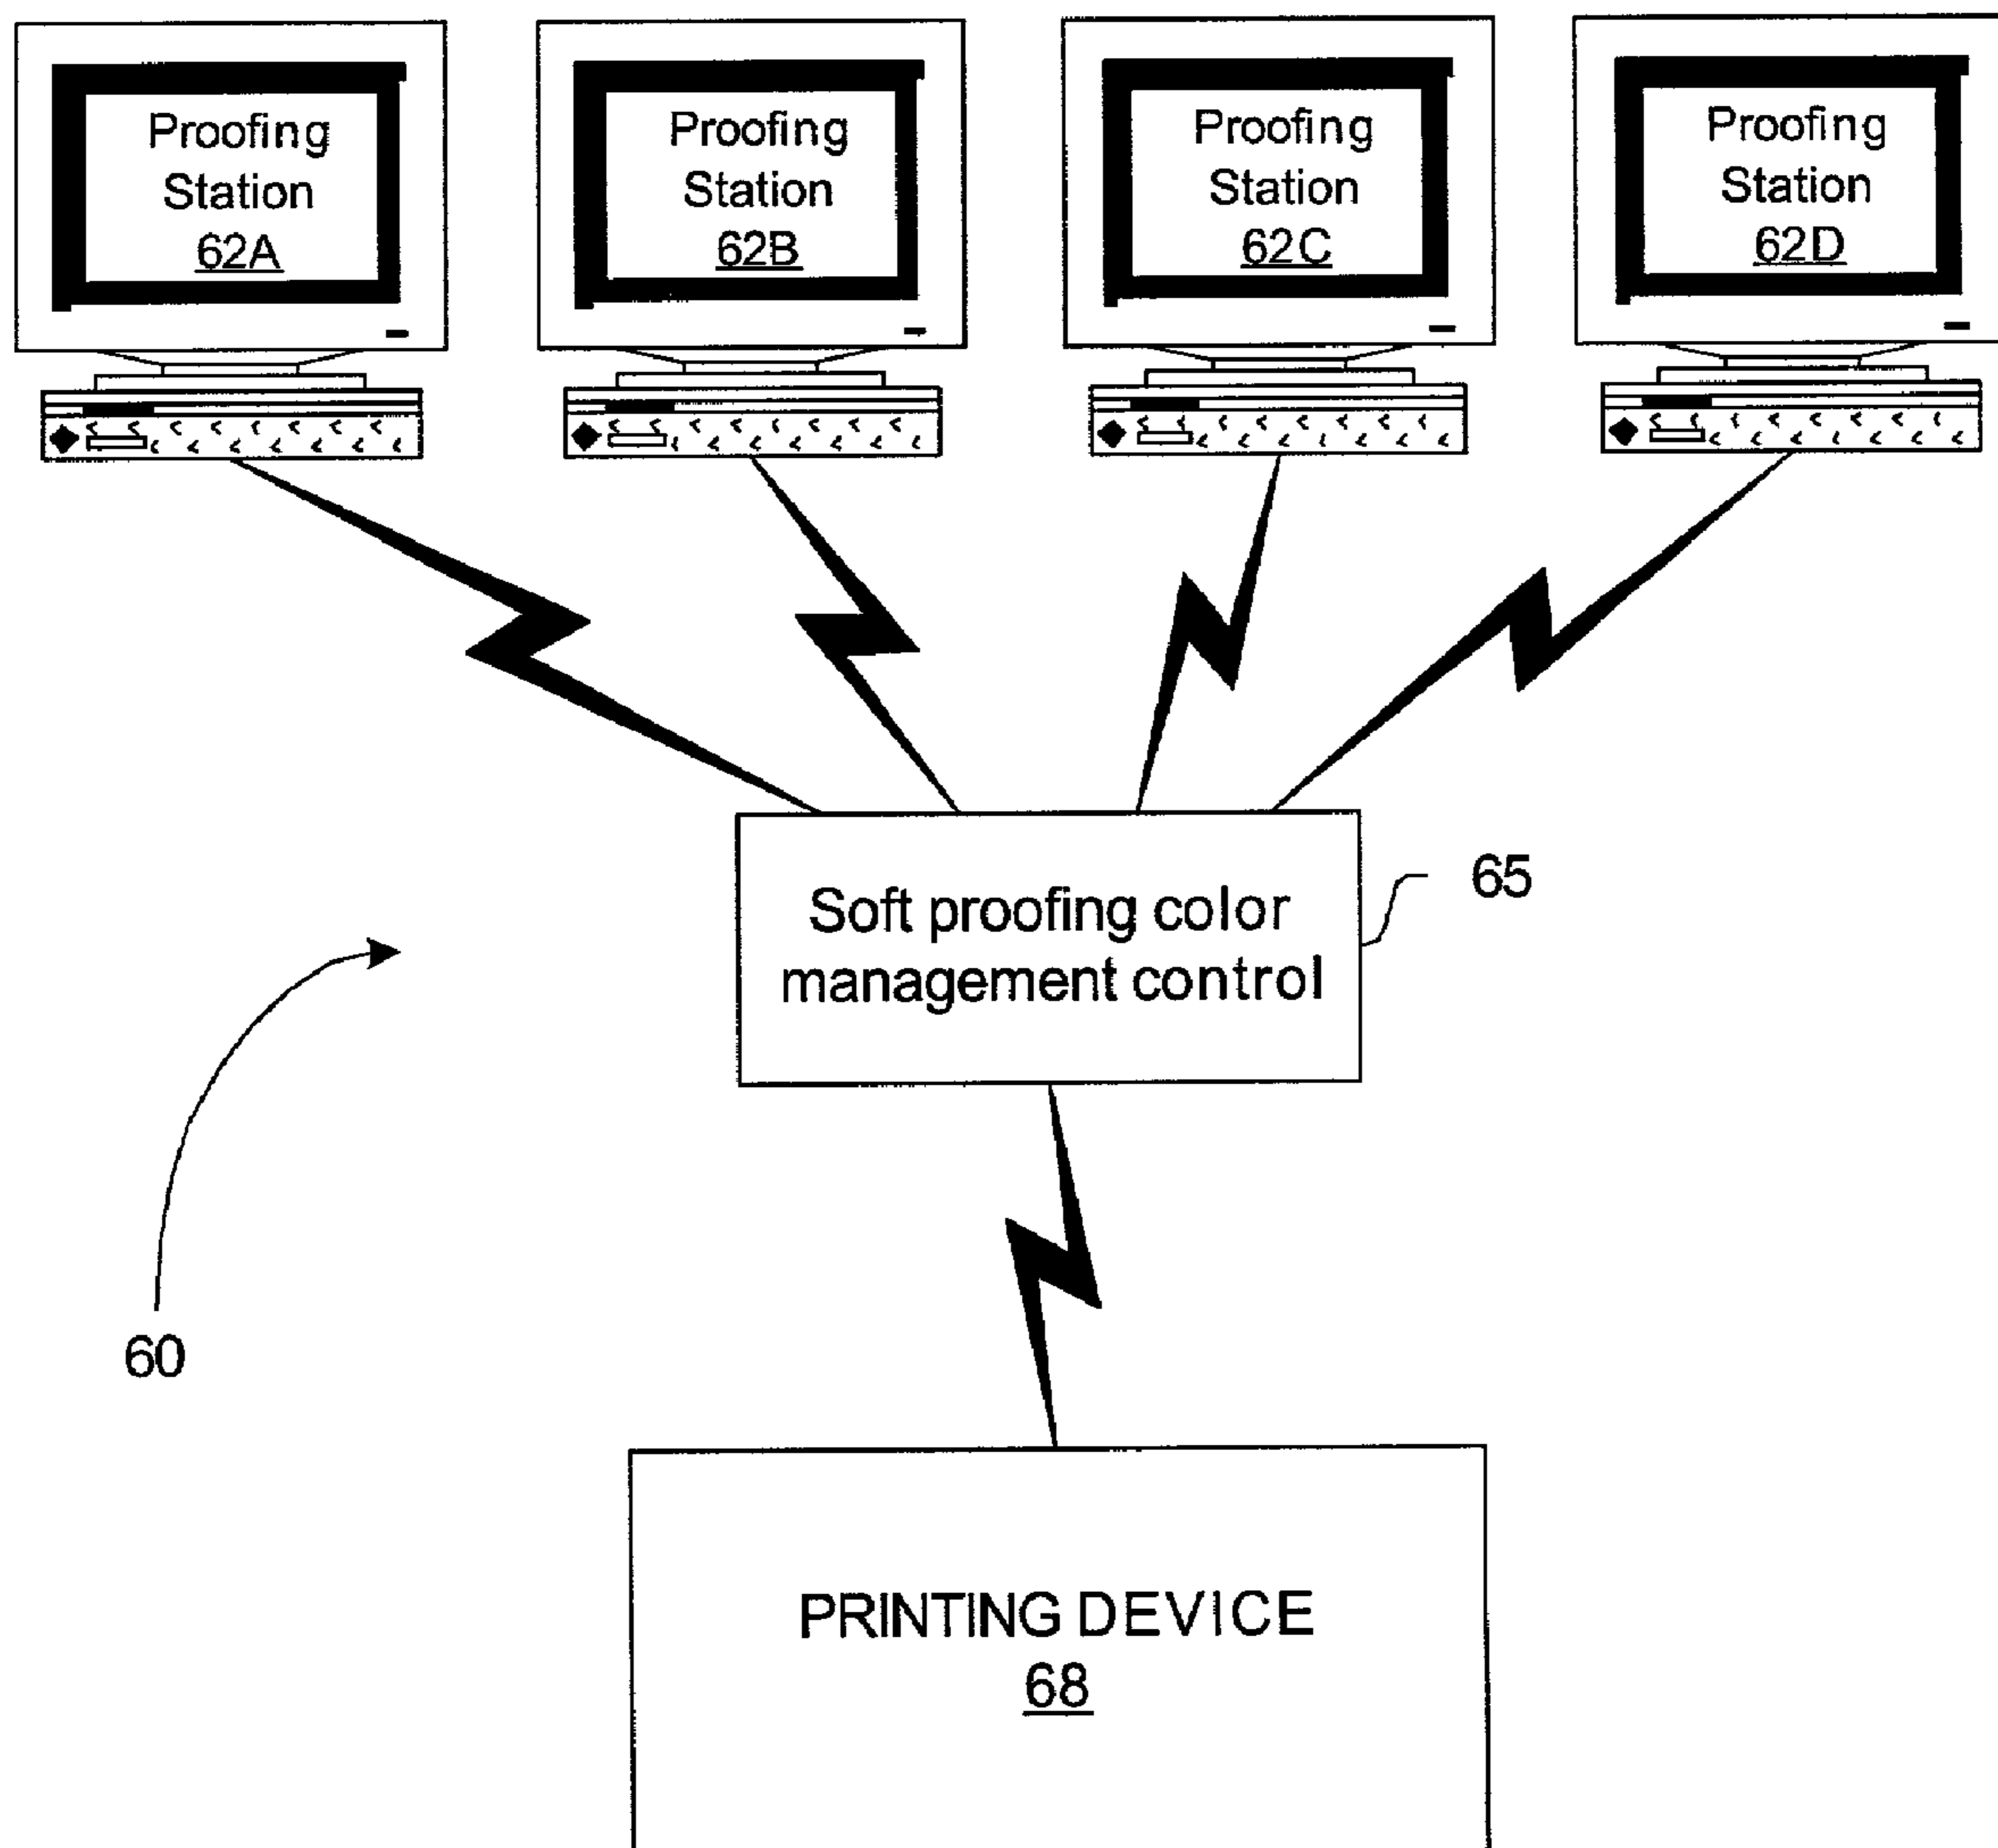 Proofing
Station
62A
Proofing
Station
62B
Proofing
Station
62C
Proofing
Station
62D
Soft proofing color
management control
65
60
PRINTING DEVICE
68